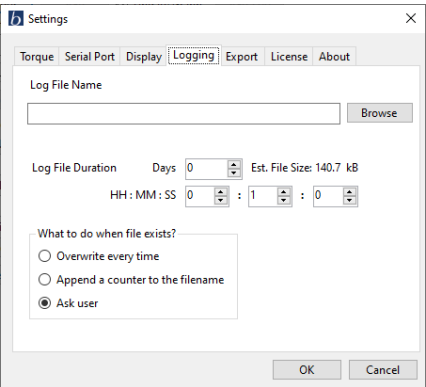 b Settings
Torque Serial Port Display Logging Export License About
Log File Name
Browse
Log File Duration Days 0 Est. File Size: 140.7 kB
HH : MM : SS 0 : 1 : 0
What to do when file exists?
Overwrite every time
Append a counter to the filename
Ask user
OK Cancel